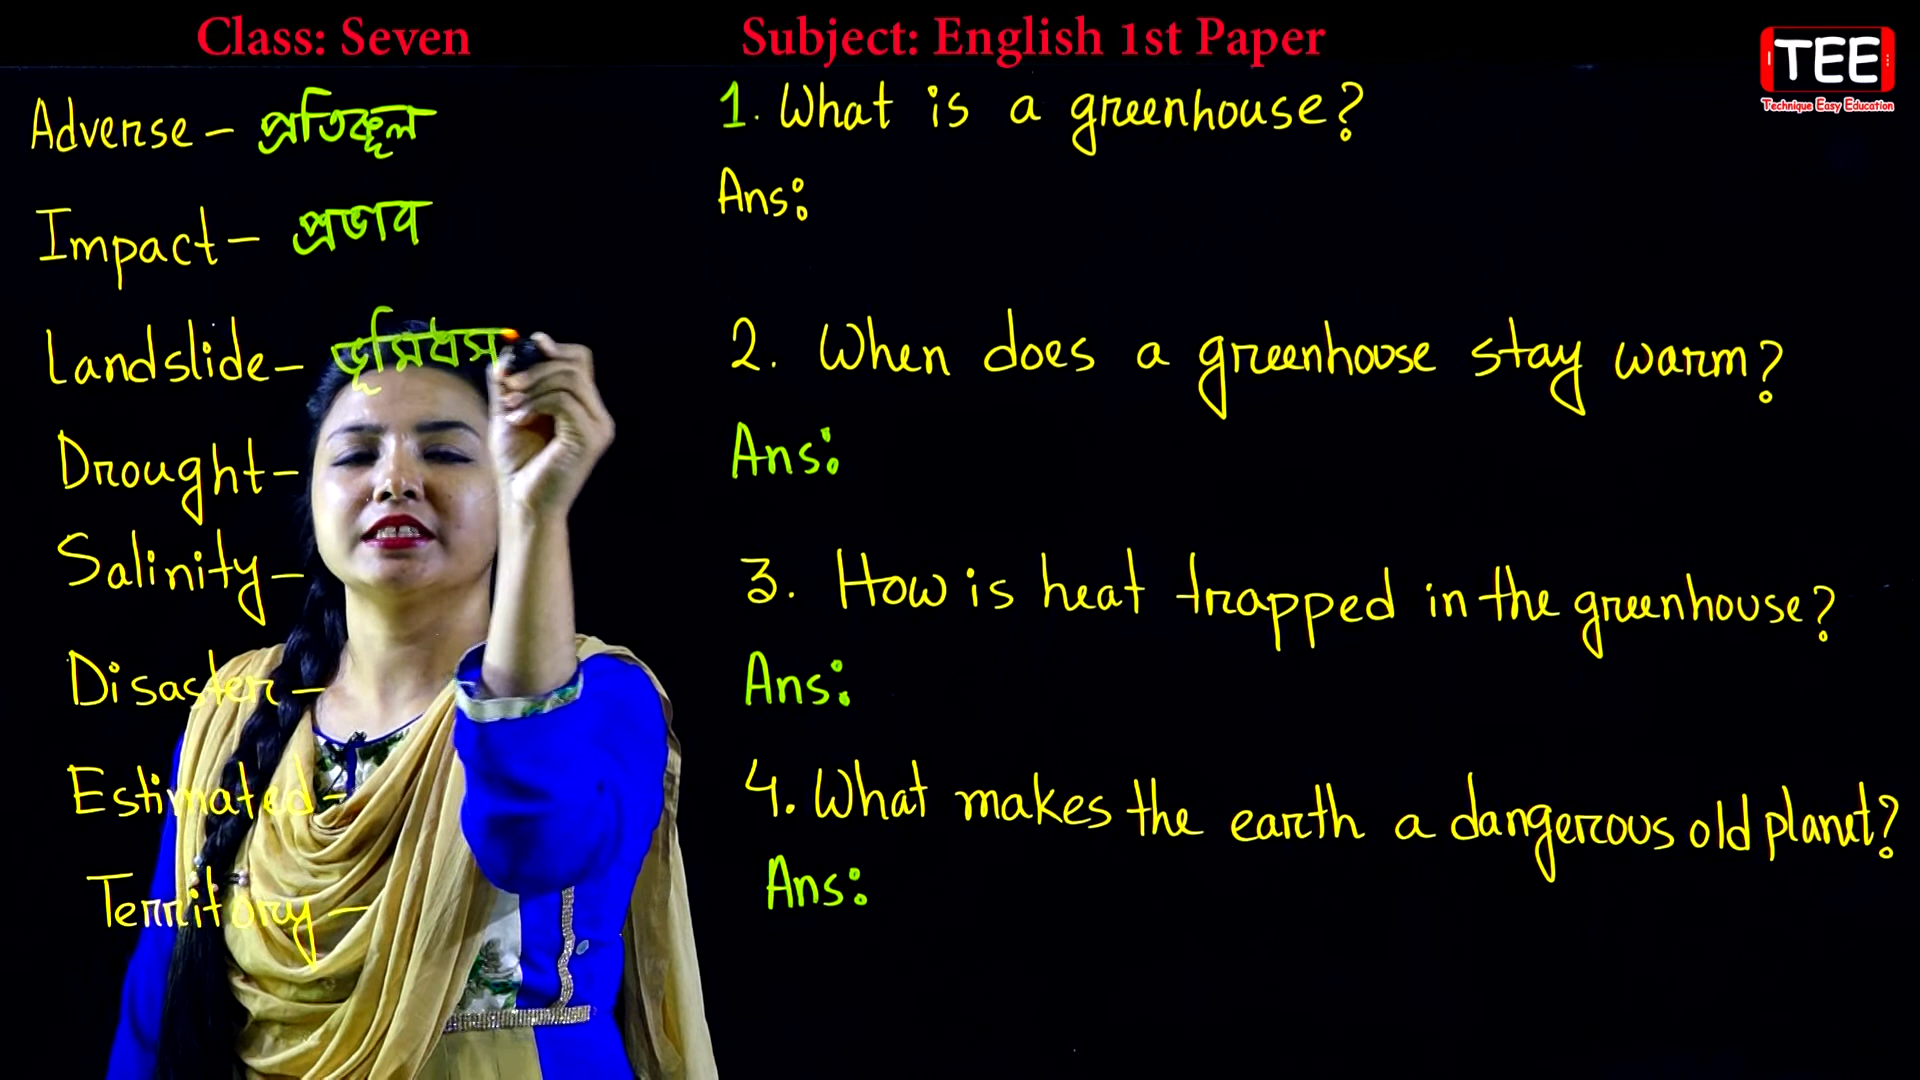 Class: Seven
Subject: English 1st Paper
TEE
Technique Easy Education
Adverse – প্রতিকূল
Impact – প্রভাব
Landslide – ভূমিধস
Drought –
Salinity –
Disaster –
Estimated –
Territory –
1. What is a greenhouse?
Ans:
2. When does a greenhouse stay warm?
Ans:
3. How is heat trapped in the greenhouse?
Ans:
4. What makes the earth a dangerous old planet?
Ans: